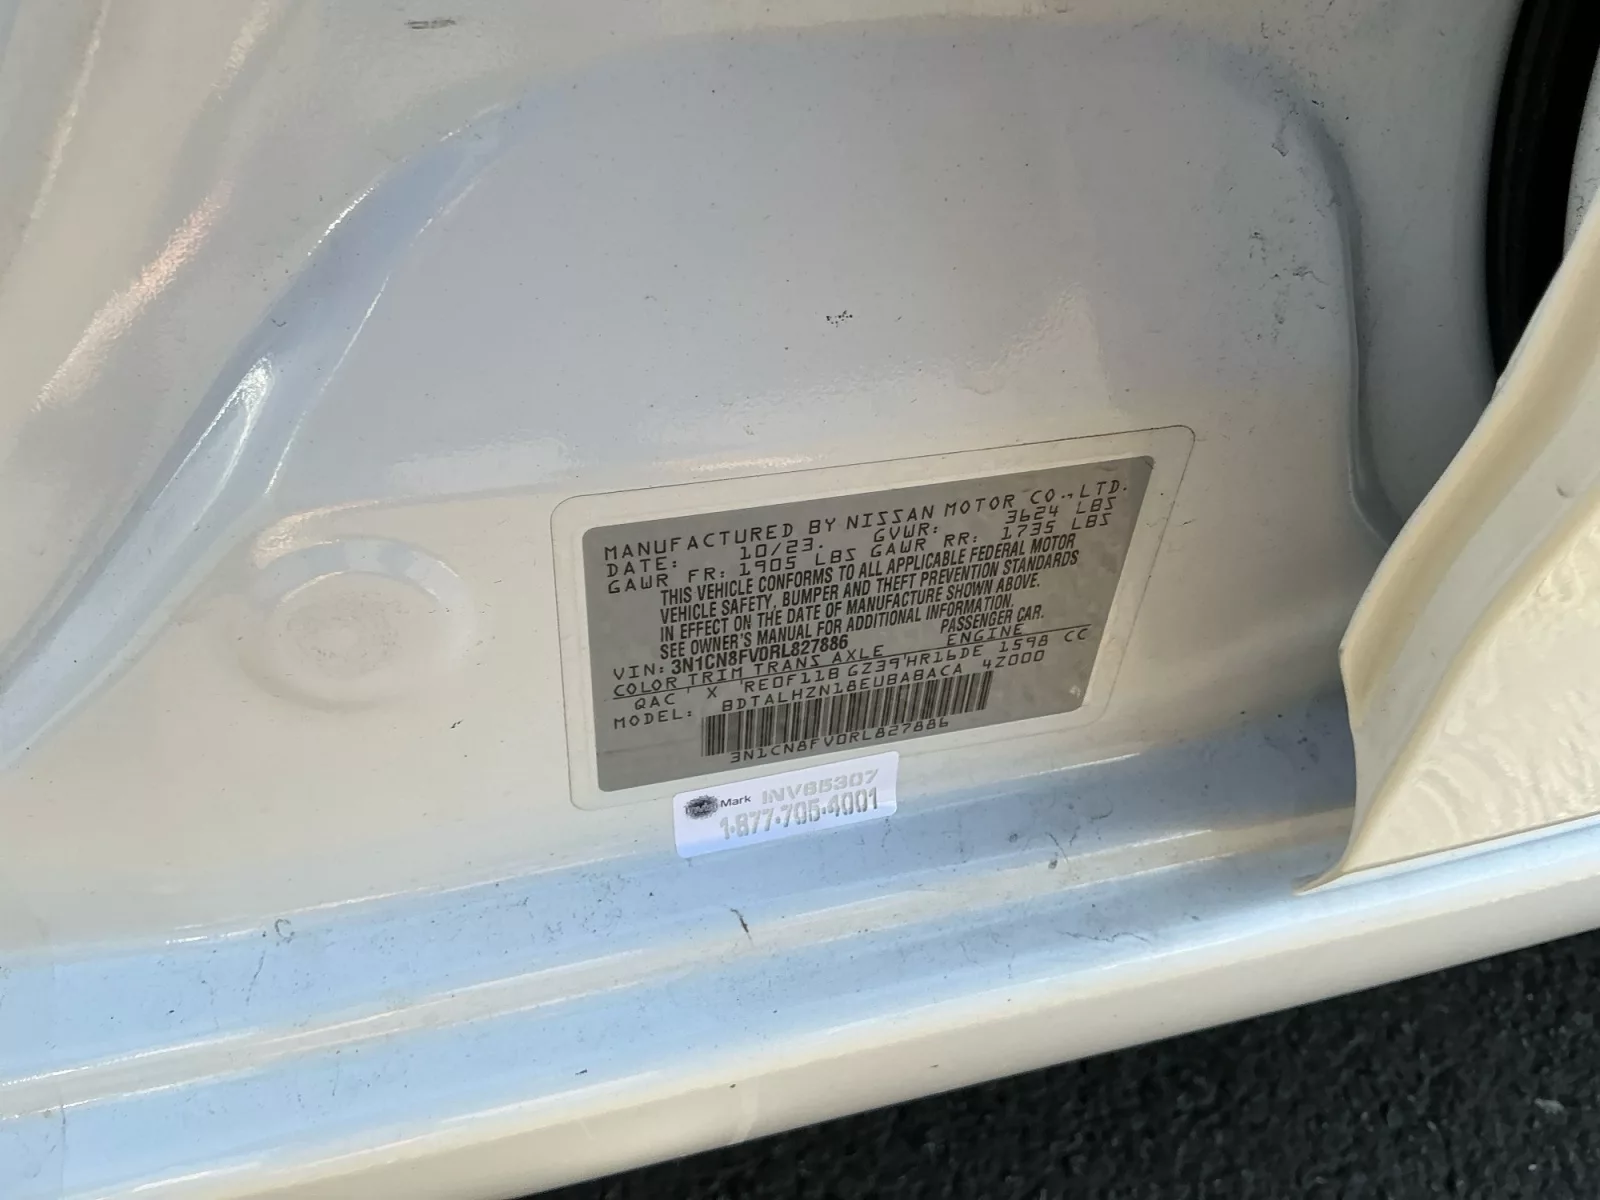 MANUFACTURED BY NISSAN MOTOR CO.,LTD.
DATE: 10/23. GVWR: 3624 LBS
GAWR FR: 1905 LBS GAWR RR: 1735 LBS
THIS VEHICLE CONFORMS TO ALL APPLICABLE FEDERAL MOTOR
VEHICLE SAFETY, BUMPER AND THEFT PREVENTION STANDARDS
IN EFFECT ON THE DATE OF MANUFACTURE SHOWN ABOVE.
SEE OWNER'S MANUAL FOR ADDITIONAL INFORMATION.
VIN: 3N1CN8FV0RL827886 PASSENGER CAR.
COLOR TRIM TRANS AXLE ENGINE
QAC X RE0F11B GZ39 HR16DE 1598 CC
MODEL: BDTALHZN18EUBABACA 4Z000
3N1CN8FV0RL827886
Mark INV85307
1-877-705-4001